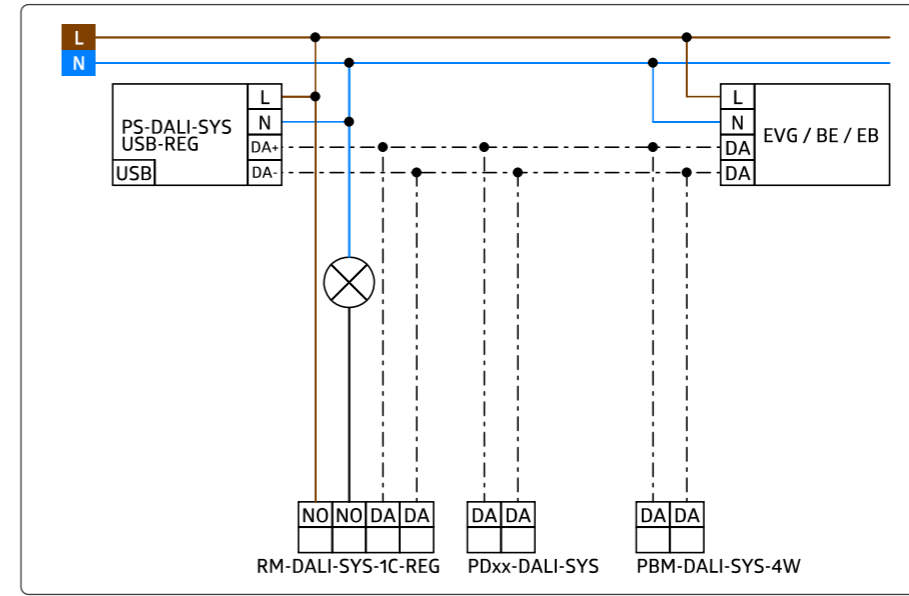 L
N
PS-DALI-SYS
USB-REG
USB
L
N
DA+
DA-
L
N
DA
DA
EVG / BE / EB
NO NO DA DA
DA DA
DA DA
RM-DALI-SYS-1C-REG
PDxx-DALI-SYS
PBM-DALI-SYS-4W